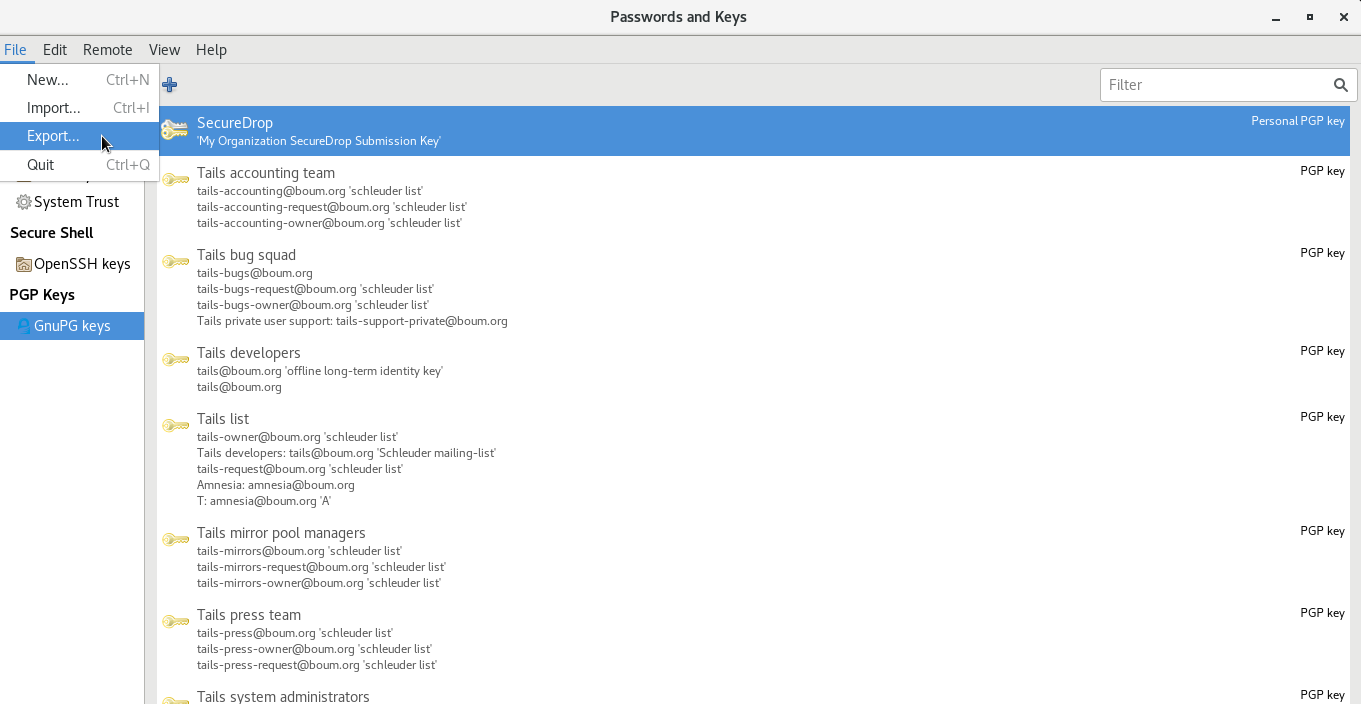 Passwords and Keys
File Edit Remote View Help
New... Ctrl+N
Import... Ctrl+I
Export...
Quit Ctrl+Q
Filter
System Trust
Secure Shell
OpenSSH keys
PGP Keys
GnuPG keys
SecureDrop Personal PGP key
'My Organization SecureDrop Submission Key'
Tails accounting team PGP key
tails-accounting@boum.org 'schleuder list'
tails-accounting-request@boum.org 'schleuder list'
tails-accounting-owner@boum.org 'schleuder list'
Tails bug squad PGP key
tails-bugs@boum.org
tails-bugs-request@boum.org 'schleuder list'
tails-bugs-owner@boum.org 'schleuder list'
Tails private user support: tails-support-private@boum.org
Tails developers PGP key
tails@boum.org 'offline long-term identity key'
tails@boum.org
Tails list PGP key
tails-owner@boum.org 'schleuder list'
Tails developers: tails@boum.org 'Schleuder mailing-list'
tails-request@boum.org 'schleuder list'
Amnesia: amnesia@boum.org
T: amnesia@boum.org 'A'
Tails mirror pool managers PGP key
tails-mirrors@boum.org 'schleuder list'
tails-mirrors-request@boum.org 'schleuder list'
tails-mirrors-owner@boum.org 'schleuder list'
Tails press team PGP key
tails-press@boum.org 'schleuder list'
tails-press-owner@boum.org 'schleuder list'
tails-press-request@boum.org 'schleuder list'
Tails system administrators PGP key